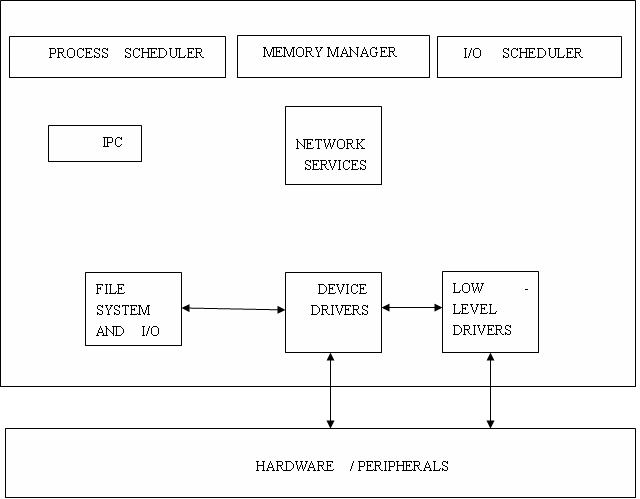 PROCESS SCHEDULER
MEMORY MANAGER
I/O SCHEDULER
IPC
NETWORK
SERVICES
FILE
SYSTEM
AND I/O
DEVICE
DRIVERS
LOW -
LEVEL
DRIVERS
HARDWARE / PERIPHERALS